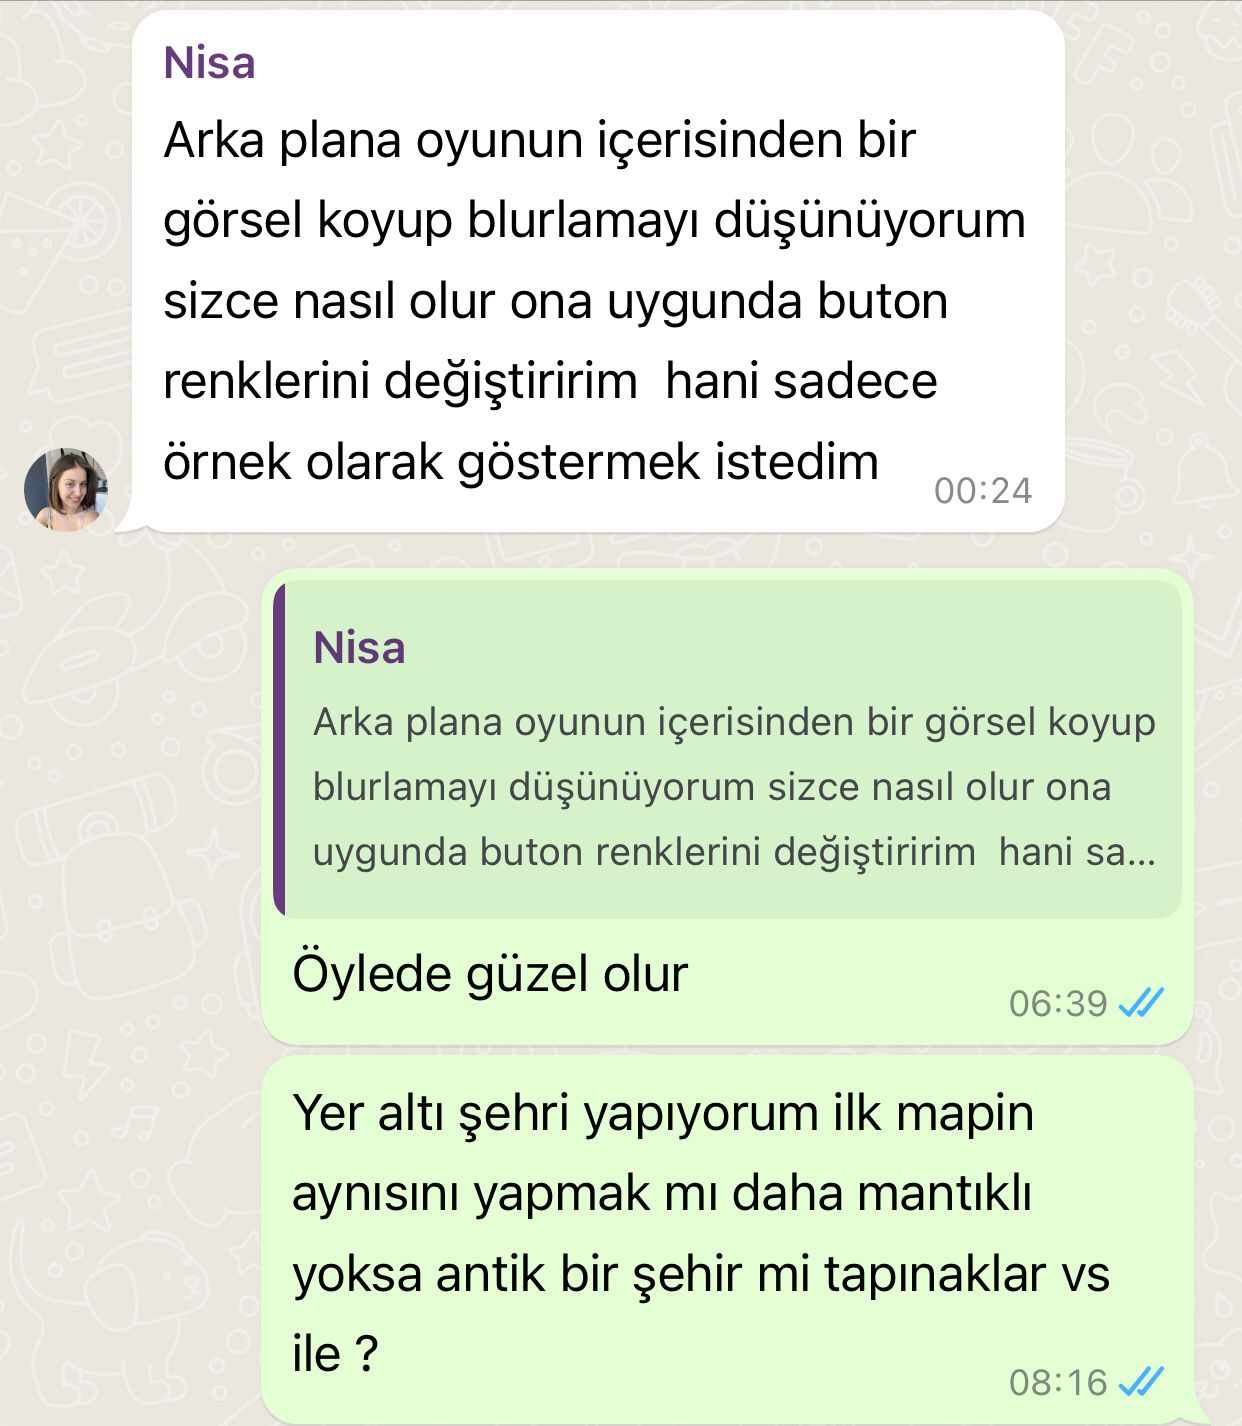 Nisa
Arka plana oyunun içerisinden bir
görsel koyup blurlamayı düşünüyorum
sizce nasıl olur ona uygunda buton
renklerini değiştiririm  hani sadece
örnek olarak göstermek istedim
00:24
Nisa
Arka plana oyunun içerisinden bir görsel koyup
blurlamayı düşünüyorum sizce nasıl olur ona
uygunda buton renklerini değiştiririm  hani sa...
Öylede güzel olur
06:39
Yer altı şehri yapıyorum ilk mapin
aynısını yapmak mı daha mantıklı
yoksa antik bir şehir mi tapınaklar vs
ile ?
08:16